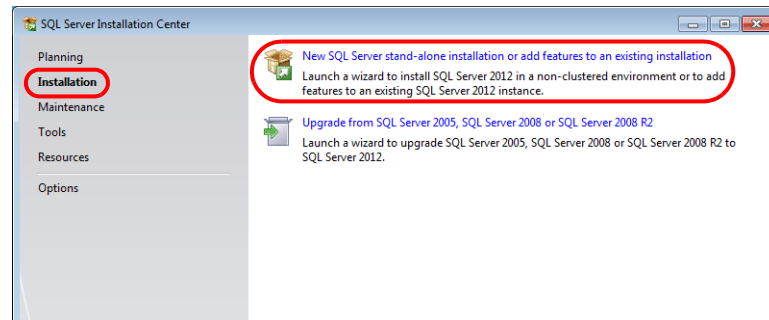 SQL Server Installation Center
Planning
Installation
Maintenance
Tools
Resources
Options
New SQL Server stand-alone installation or add features to an existing installation
Launch a wizard to install SQL Server 2012 in a non-clustered environment or to add
features to an existing SQL Server 2012 instance.
Upgrade from SQL Server 2005, SQL Server 2008 or SQL Server 2008 R2
Launch a wizard to upgrade SQL Server 2005, SQL Server 2008 or SQL Server 2008 R2 to
SQL Server 2012.